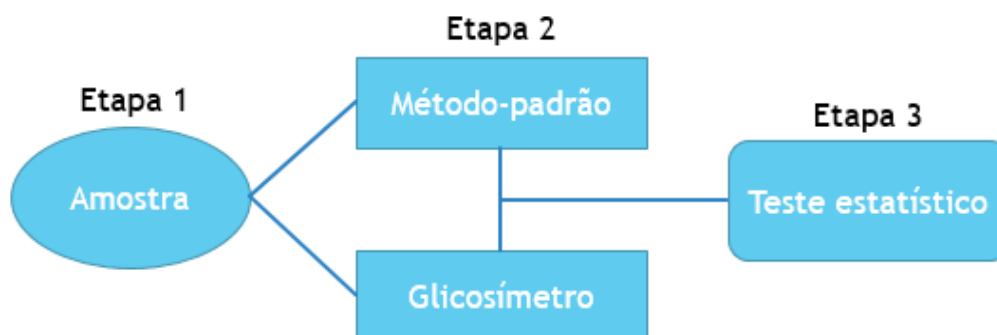 Etapa 1
Amostra
Etapa 2
Método-padrão
Glicosímetro
Etapa 3
Teste estatístico